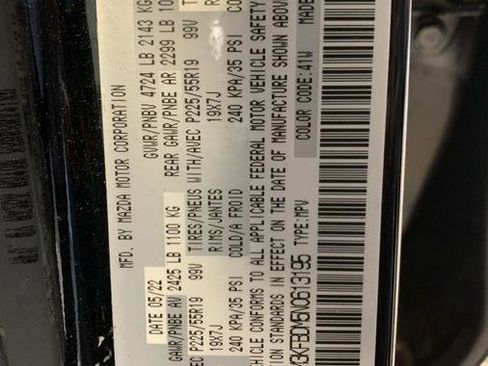 MFD. BY MAZDA MOTOR CORPORATION
DATE 05/22 GVWR/PNBV 4724 LB 2143 KG
GAWR/PNBE AV 2425 LB 1100 KG REAR GAWR/PNBE AR 2299 LB
P225/55R19 99V TIRES/PNEUS WITH/AVEC P225/55R19 99V
19X7J RIMS/JANTES 19X7J
240 KPA/35 PSI COLD/A FROID 240 KPA/35 PSI
VEHICLE CONFORMS TO ALL APPLICABLE FEDERAL MOTOR VEHICLE SAFETY
STANDARDS IN EFFECT ON THE DATE OF MANUFACTURE SHOWN ABOVE
COLOR CODE:41W MADE
3KFBDM5N0613195 TYPE:MPV